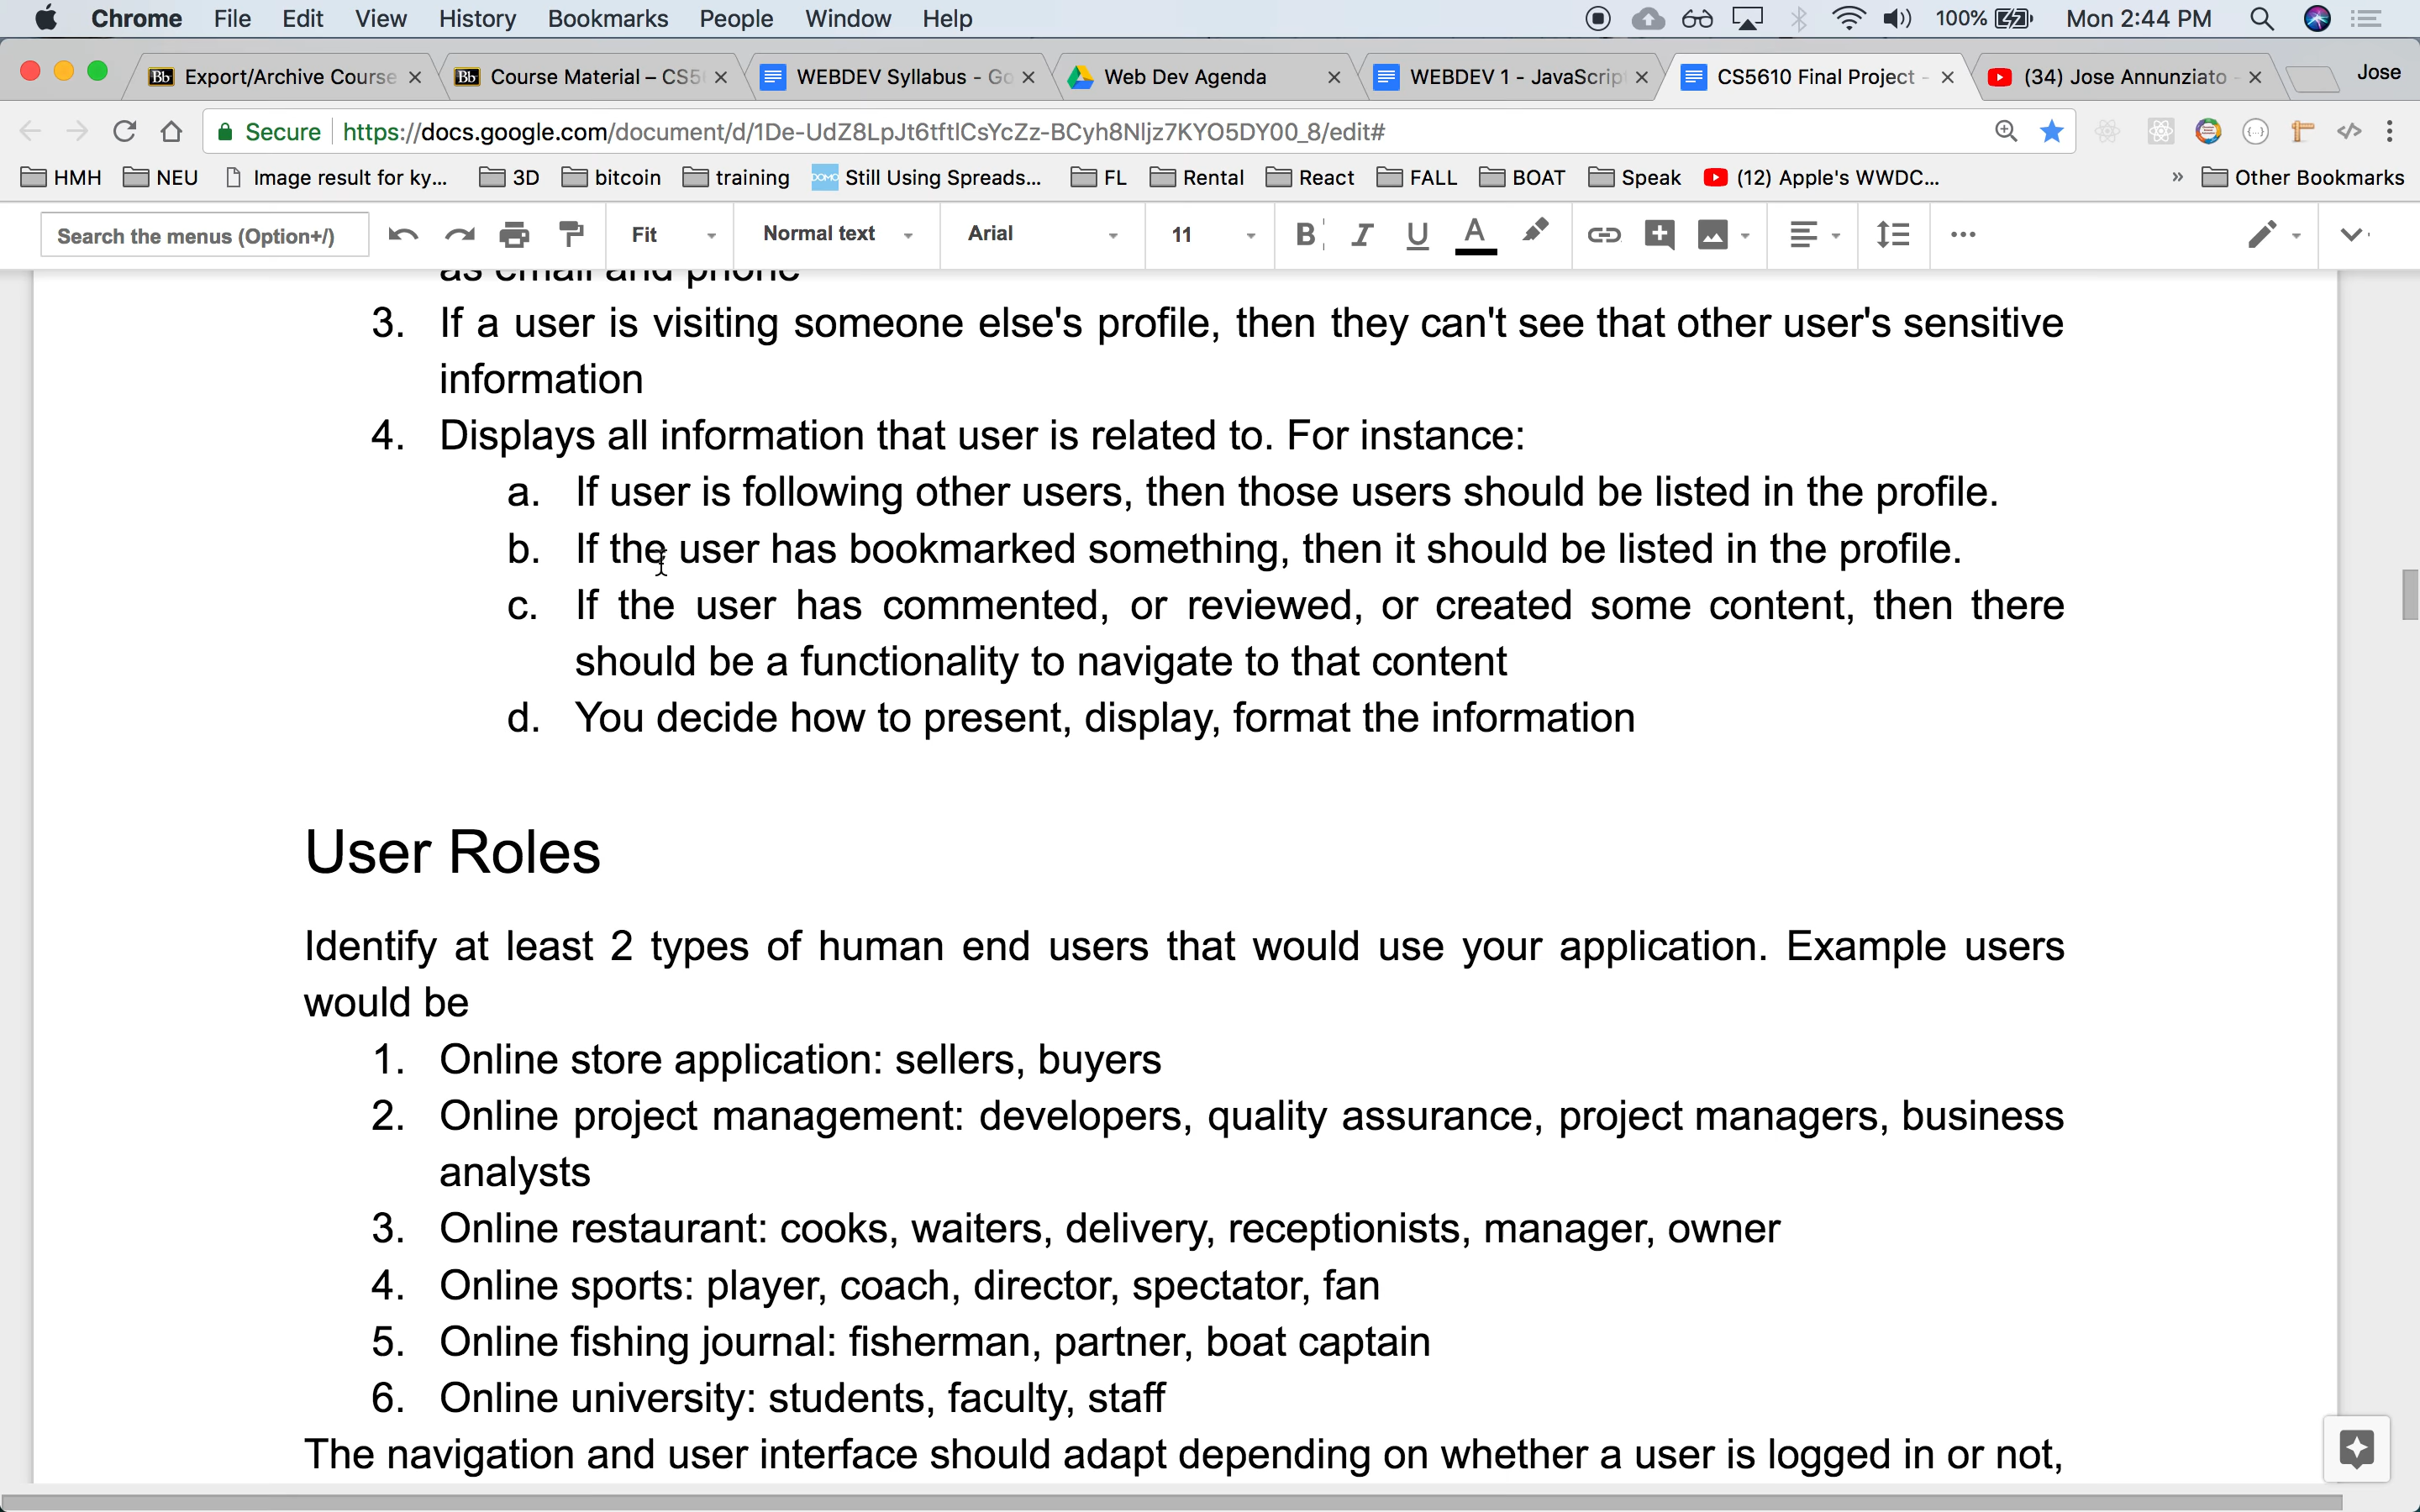 Chrome File Edit View History Bookmarks People Window Help 100% Mon 2:44 PM
Export/Archive Course Course Material – CS5 WEBDEV Syllabus - Go Web Dev Agenda WEBDEV 1 - JavaScrip CS5610 Final Project - (34) Jose Annunziato - Jose
Secure https://docs.google.com/document/d/1De-UdZ8LpJt6tftlCsYcZz-BCyh8Nljz7KYO5DY00_8/edit#
HMH NEU Image result for ky... 3D bitcoin training DOMO Still Using Spreads... FL Rental React FALL BOAT Speak (12) Apple's WWDC... » Other Bookmarks
Search the menus (Option+/) Fit Normal text Arial 11 B I U A
as email and phone
3. If a user is visiting someone else's profile, then they can't see that other user's sensitive
information
4. Displays all information that user is related to. For instance:
a. If user is following other users, then those users should be listed in the profile.
b. If the user has bookmarked something, then it should be listed in the profile.
c. If the user has commented, or reviewed, or created some content, then there
should be a functionality to navigate to that content
d. You decide how to present, display, format the information
User Roles
Identify at least 2 types of human end users that would use your application. Example users
would be
1. Online store application: sellers, buyers
2. Online project management: developers, quality assurance, project managers, business
analysts
3. Online restaurant: cooks, waiters, delivery, receptionists, manager, owner
4. Online sports: player, coach, director, spectator, fan
5. Online fishing journal: fisherman, partner, boat captain
6. Online university: students, faculty, staff
The navigation and user interface should adapt depending on whether a user is logged in or not,